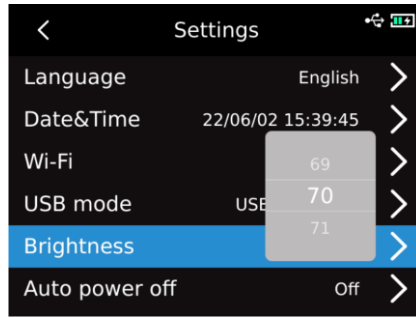 Settings
Language English
Date&Time 22/06/02 15:39:45
Wi-Fi
69
USB mode
70
71
Brightness
Auto power off Off